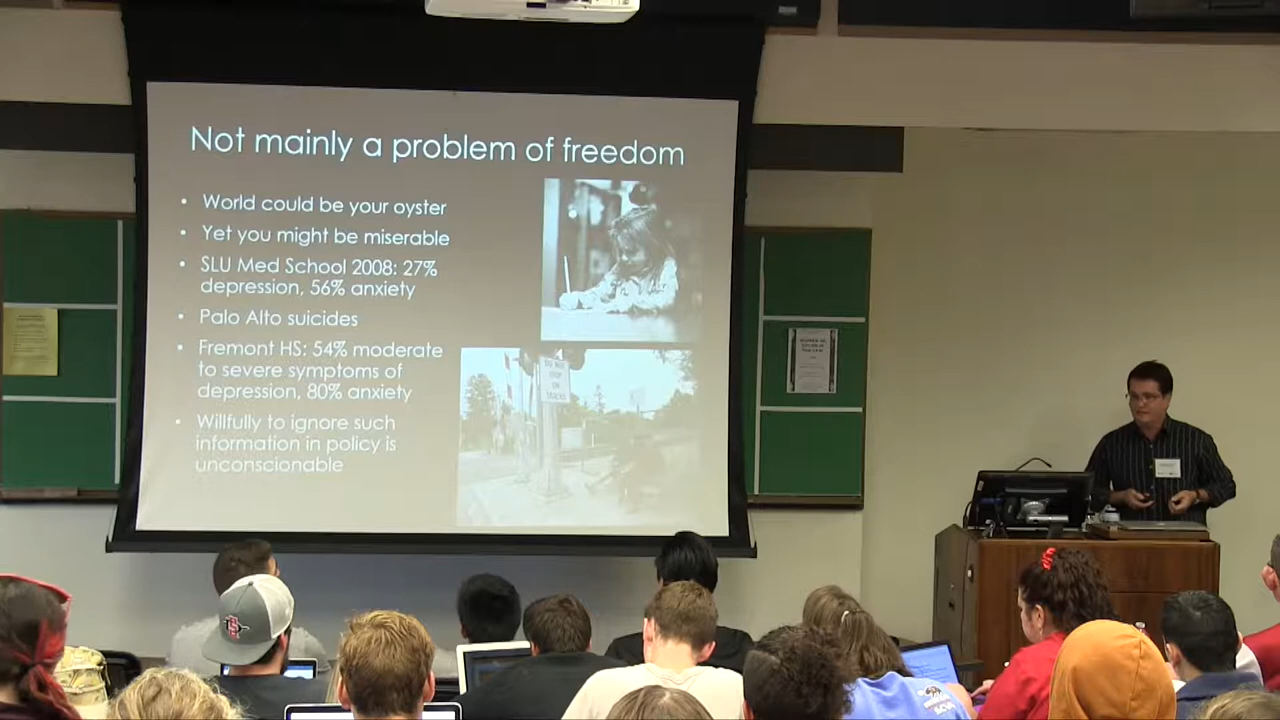 Not mainly a problem of freedom
• World could be your oyster
• Yet you might be miserable
• SLU Med School 2008: 27%
depression, 56% anxiety
• Palo Alto suicides
• Fremont HS: 54% moderate
to severe symptoms of
depression, 80% anxiety
• Willfully to ignore such
information in policy is
unconscionable
DO NOT
STOP
ON
TRACKS